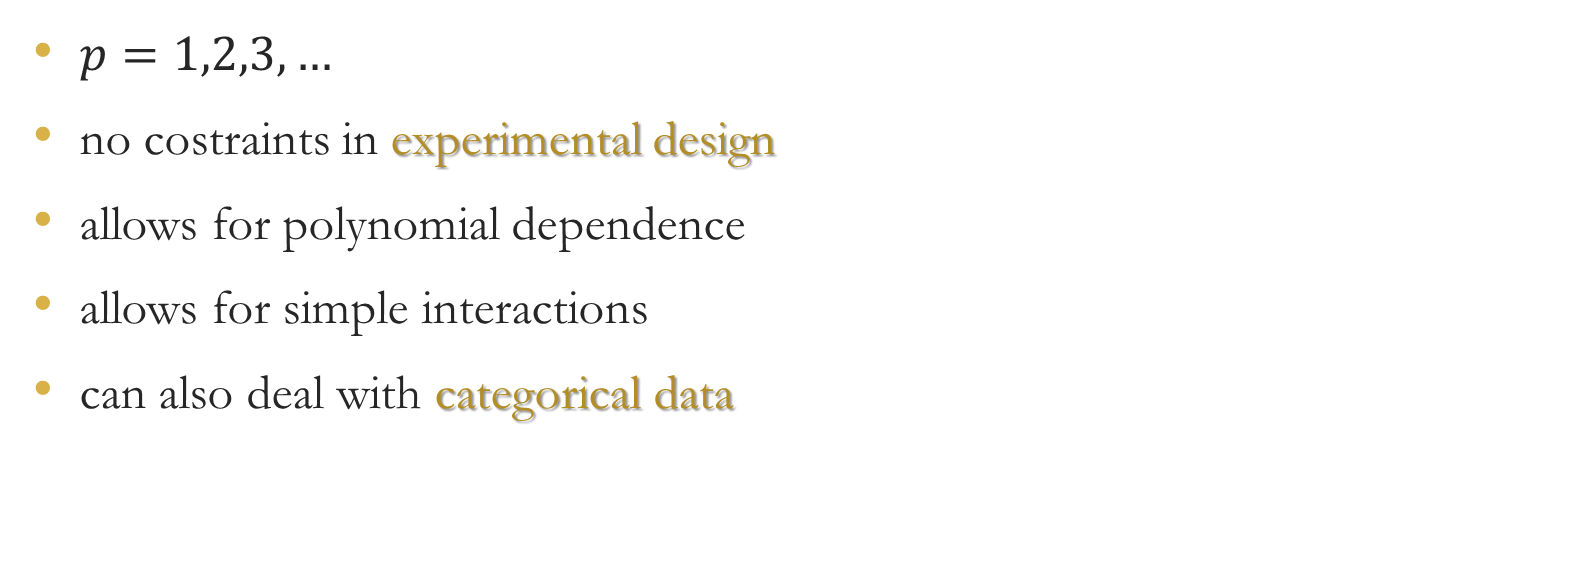 • p = 1,2,3, …
• no costraints in experimental design
• allows for polynomial dependence
• allows for simple interactions
• can also deal with categorical data